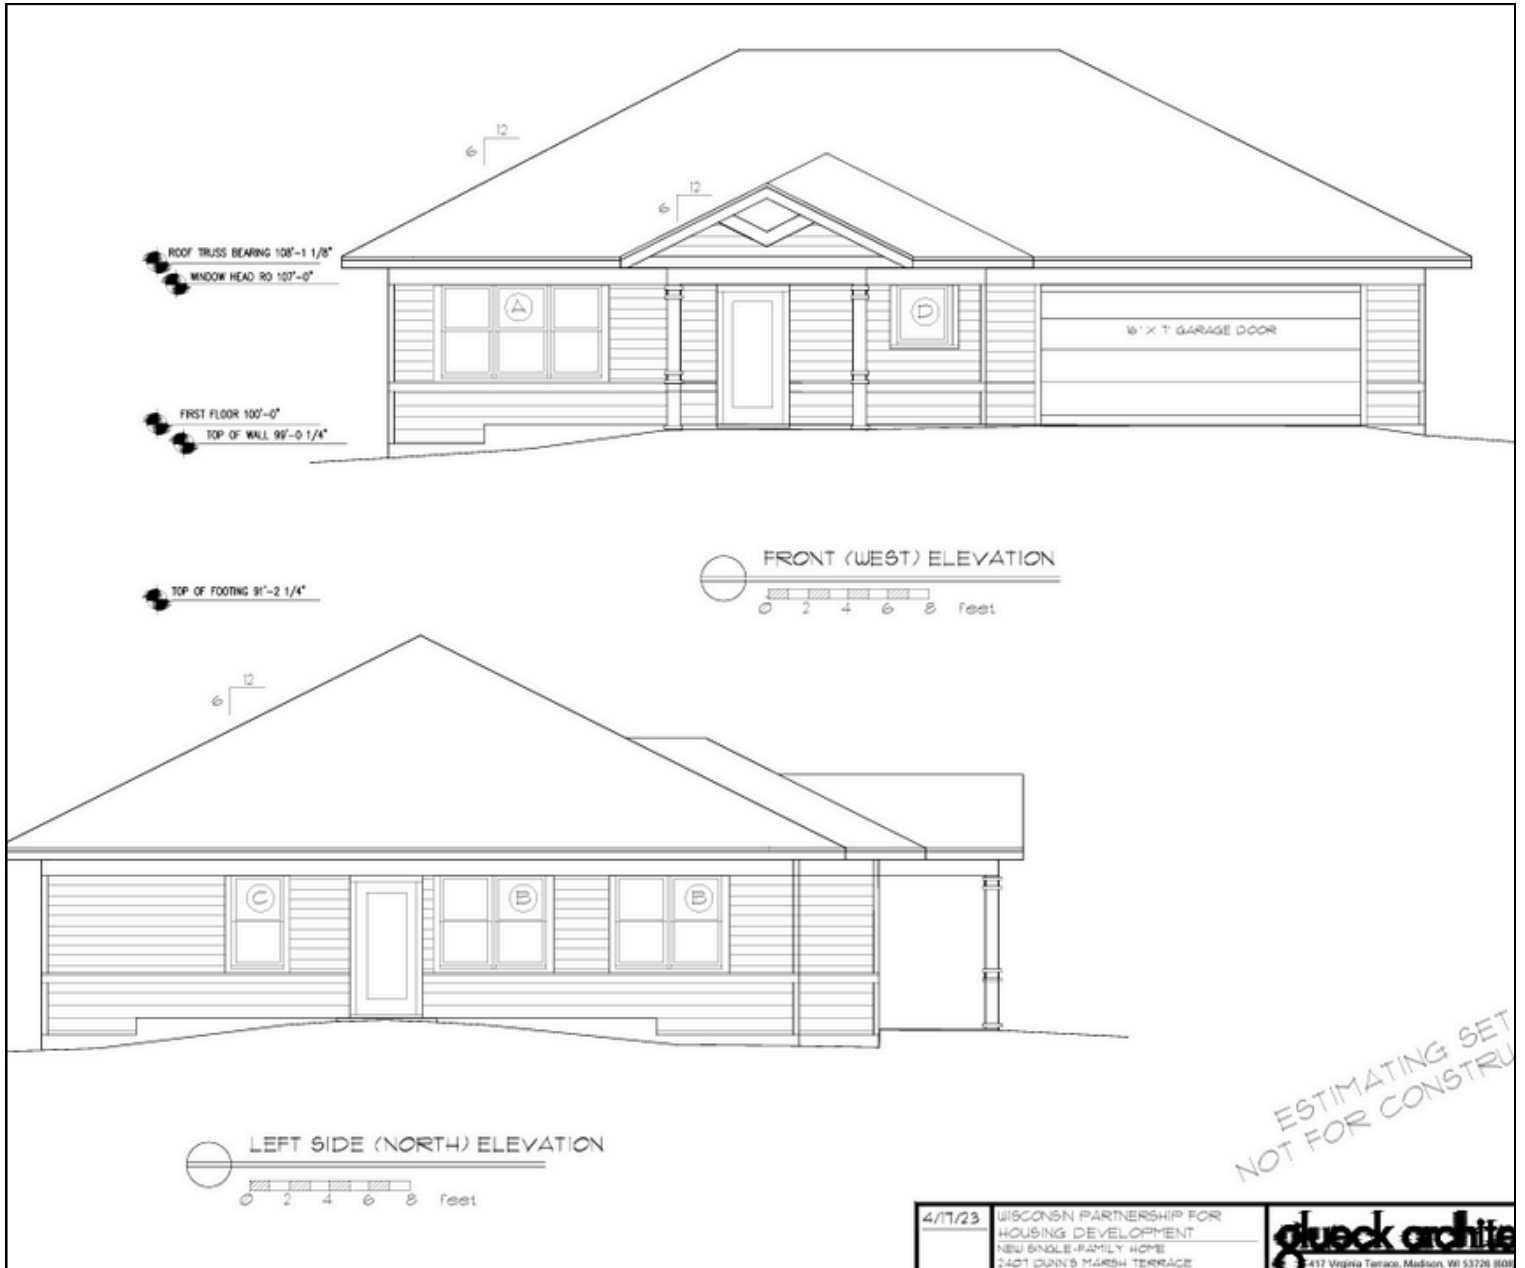 12
6
12
6
ROOF TRUSS BEARING 108'-1 1/8"
WINDOW HEAD RO 107'-0"
A
D
16' X 7' GARAGE DOOR
FIRST FLOOR 100'-0"
TOP OF WALL 99'-0 1/4"
FRONT (WEST) ELEVATION
0 2 4 6 8 feet
TOP OF FOOTING 91'-2 1/4"
12
6
C
B
B
ESTIMATING SET
NOT FOR CONSTRU
LEFT SIDE (NORTH) ELEVATION
0 2 4 6 8 feet
4/17/23
WISCONSN PARTNERSHIP FOR
HOUSING DEVELOPMENT
NEW SINGLE-FAMILY HOME
2407 DUNN'S MARSH TERRACE
glueck archite
417 Virginia Terrace, Madison, WI 53726 (608